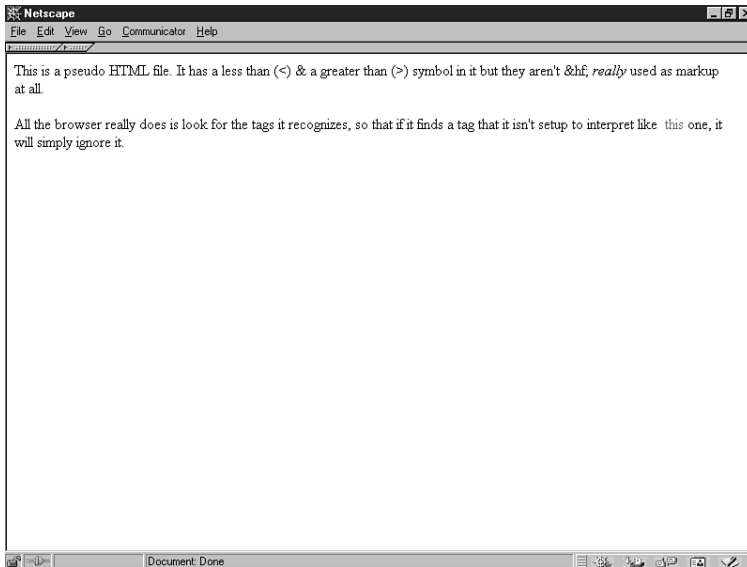 Netscape
File Edit View Go Communicator Help
This is a pseudo HTML file. It has a less than (<) & a greater than (>) symbol in it but they aren't &hf; really used as markup
at all.
All the browser really does is look for the tags it recognizes, so that if it finds a tag that it isn't setup to interpret like this one, it
will simply ignore it.
Document: Done